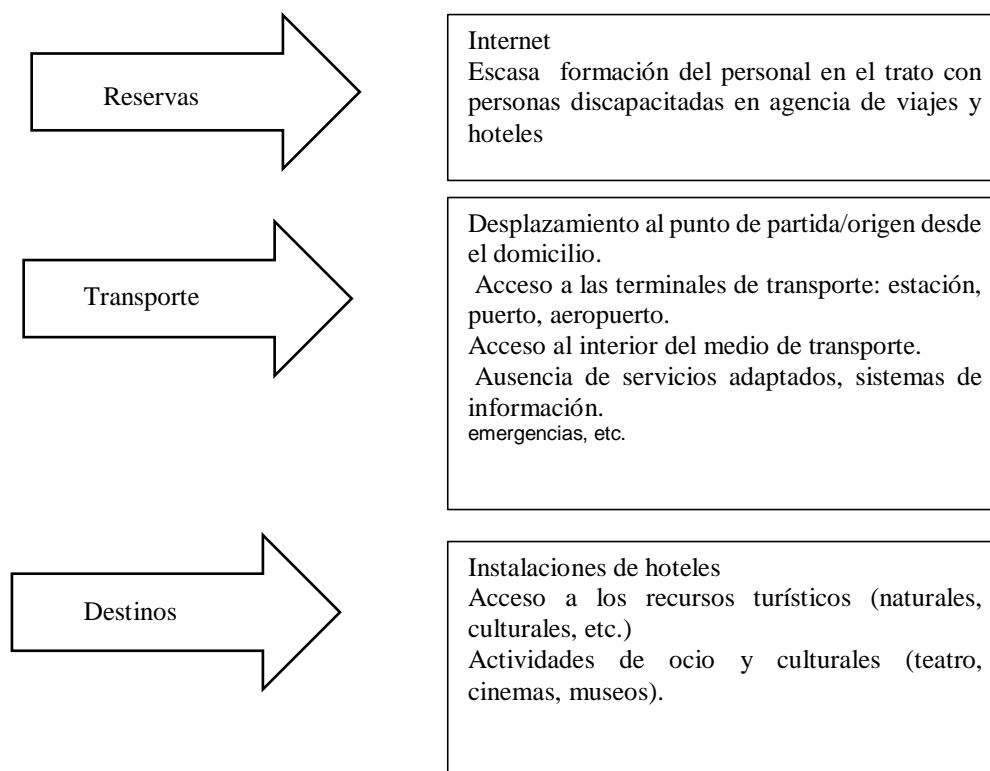 Reservas
Internet
Escasa formación del personal en el trato con
personas discapacitadas en agencia de viajes y
hoteles
Transporte
Desplazamiento al punto de partida/origen desde
el domicilio.
Acceso a las terminales de transporte: estación,
puerto, aeropuerto.
Acceso al interior del medio de transporte.
Ausencia de servicios adaptados, sistemas de
información.
emergencias, etc.
Destinos
Instalaciones de hoteles
Acceso a los recursos turísticos (naturales,
culturales, etc.)
Actividades de ocio y culturales (teatro,
cinemas, museos).